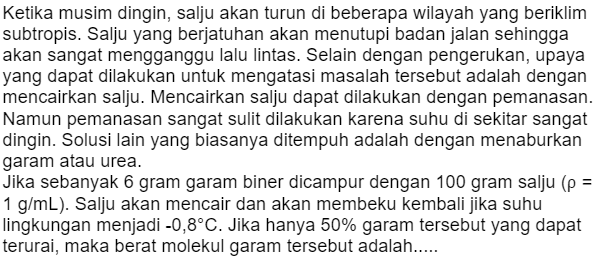 Ketika musim dingin, salju akan turun di beberapa wilayah yang beriklim
subtropis. Salju yang berjatuhan akan menutupi badan jalan sehingga
akan sangat mengganggu lalu lintas. Selain dengan pengerukan, upaya
yang dapat dilakukan untuk mengatasi masalah tersebut adalah dengan
mencairkan salju. Mencairkan salju dapat dilakukan dengan pemanasan.
Namun pemanasan sangat sulit dilakukan karena suhu di sekitar sangat
dingin. Solusi lain yang biasanya ditempuh adalah dengan menaburkan
garam atau urea.
Jika sebanyak 6 gram garam biner dicampur dengan 100 gram salju (ρ =
1 g/mL). Salju akan mencair dan akan membeku kembali jika suhu
lingkungan menjadi -0,8°C. Jika hanya 50% garam tersebut yang dapat
terurai, maka berat molekul garam tersebut adalah.....